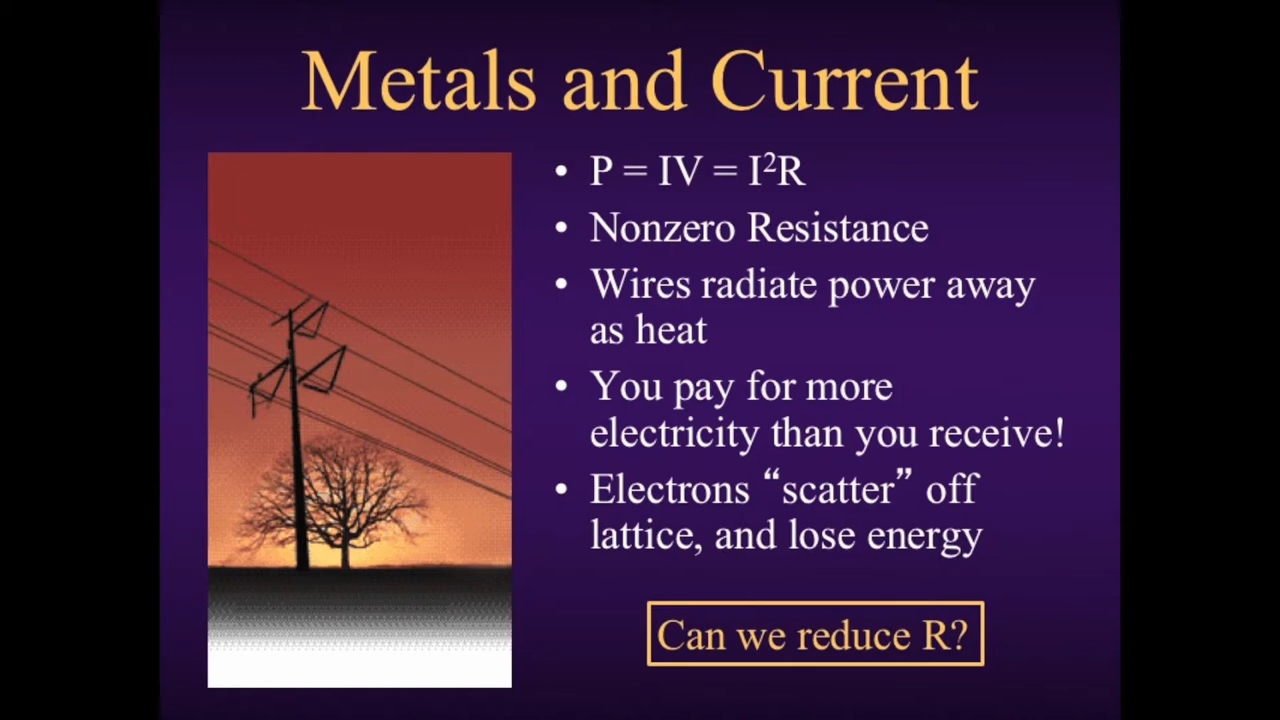 Metals and Current
• P = IV = I²R
• Nonzero Resistance
• Wires radiate power away
as heat
• You pay for more
electricity than you receive!
• Electrons “scatter” off
lattice, and lose energy
Can we reduce R?